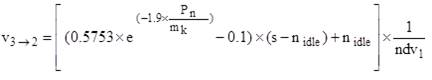 v3→2 = [(0.5753×e^(-1.9×Pn/mk) -0.1)×(s-nidle)+nidle]×1/ndv1